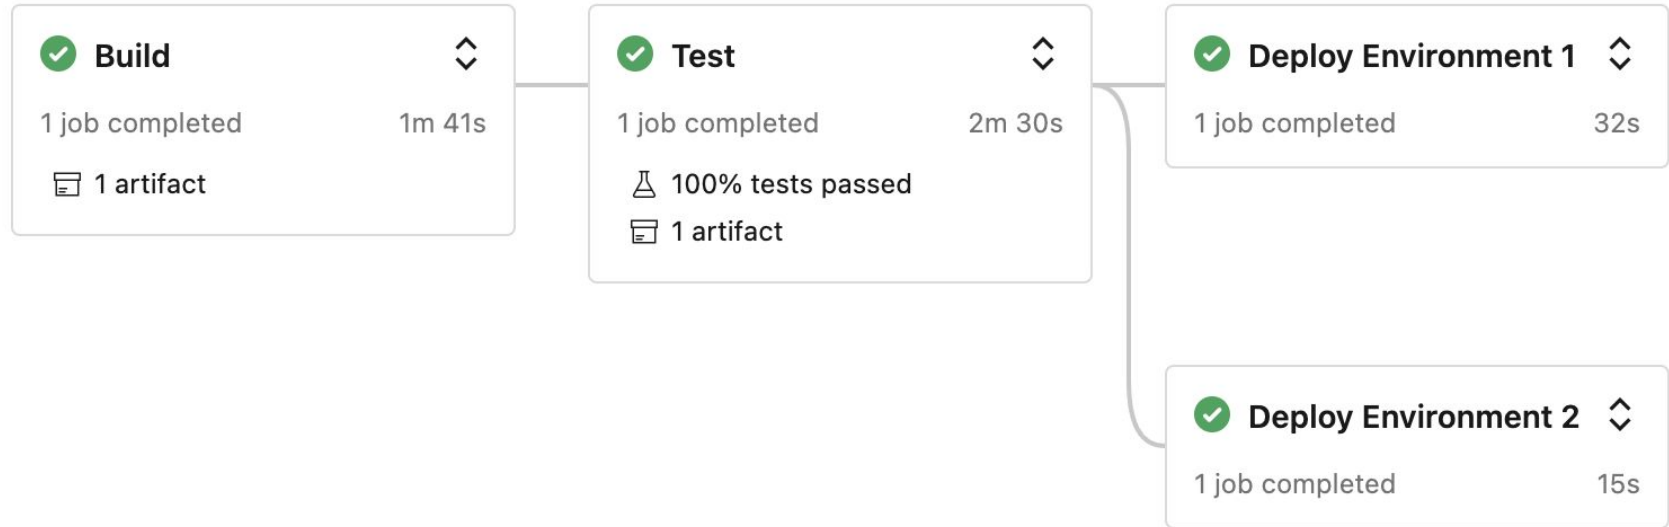 Build
1 job completed 1m 41s
1 artifact
Test
1 job completed 2m 30s
100% tests passed
1 artifact
Deploy Environment 1
1 job completed 32s
Deploy Environment 2
1 job completed 15s